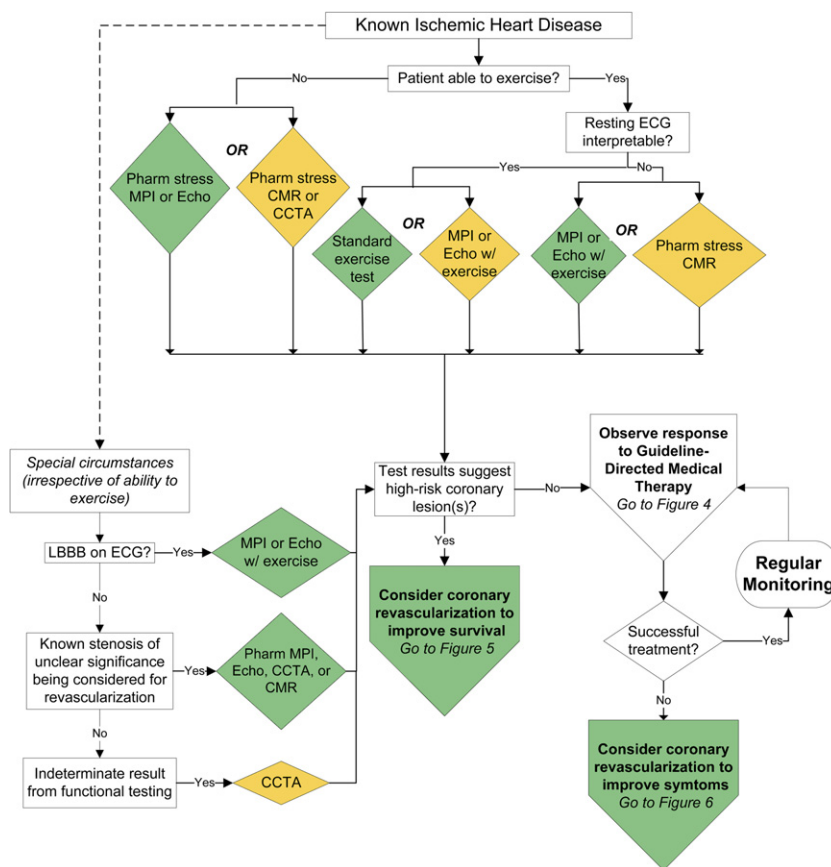 Known Ischemic Heart Disease
No
Patient able to exercise?
Yes
Resting ECG
interpretable?
Yes
No
Pharm stress
MPI or Echo
OR
Pharm stress
CMR or
CCTA
Standard
exercise
test
OR
MPI or
Echo w/
exercise
MPI or
Echo w/
exercise
OR
Pharm stress
CMR
Special circumstances
(irrespective of ability to
exercise)
Test results suggest
high-risk coronary
lesion(s)?
No
Observe response
to Guideline-
Directed Medical
Therapy
Go to Figure 4
LBBB on ECG?
Yes
MPI or Echo
w/ exercise
Yes
Regular
Monitoring
No
Consider coronary
revascularization to
improve survival
Go to Figure 5
Successful
treatment?
Yes
Known stenosis of
unclear significance
being considered for
revascularization
Yes
Pharm MPI,
Echo, CCTA, or
CMR
No
No
Indeterminate result
from functional testing
Yes
CCTA
Consider coronary
revascularization to
improve symtoms
Go to Figure 6